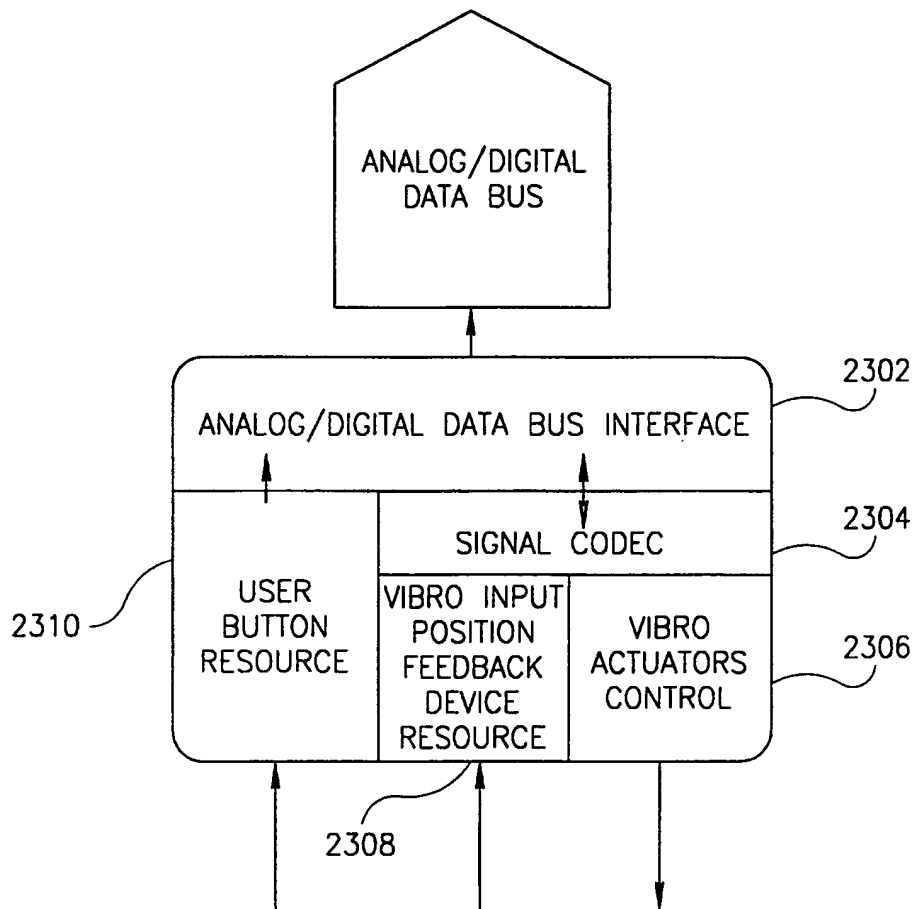 ANALOG/DIGITAL
DATA BUS
2302
ANALOG/DIGITAL DATA BUS INTERFACE
2304
SIGNAL CODEC
2310
USER
BUTTON
RESOURCE
VIBRO INPUT
POSITION
FEEDBACK
DEVICE
RESOURCE
VIBRO
ACTUATORS
CONTROL
2306
2308